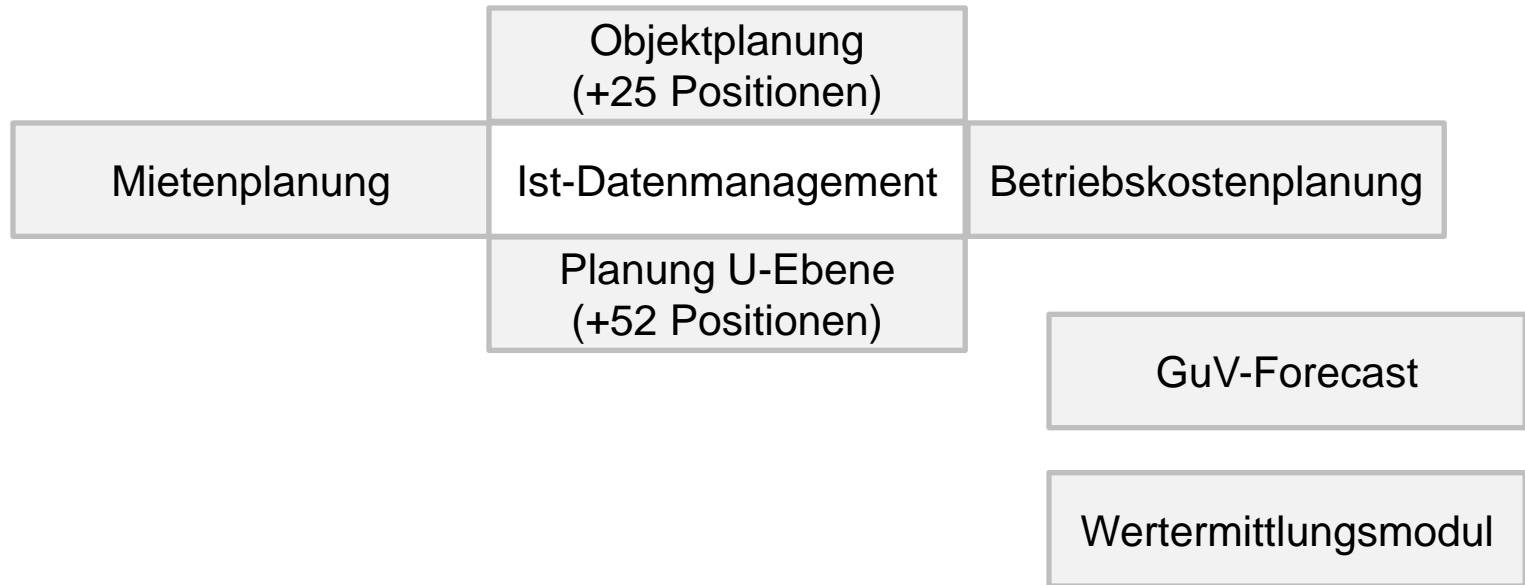 Objektplanung
(+25 Positionen)
Mietenplanung
Ist-Datenmanagement
Betriebskostenplanung
Planung U-Ebene
(+52 Positionen)
GuV-Forecast
Wertermittlungsmodul